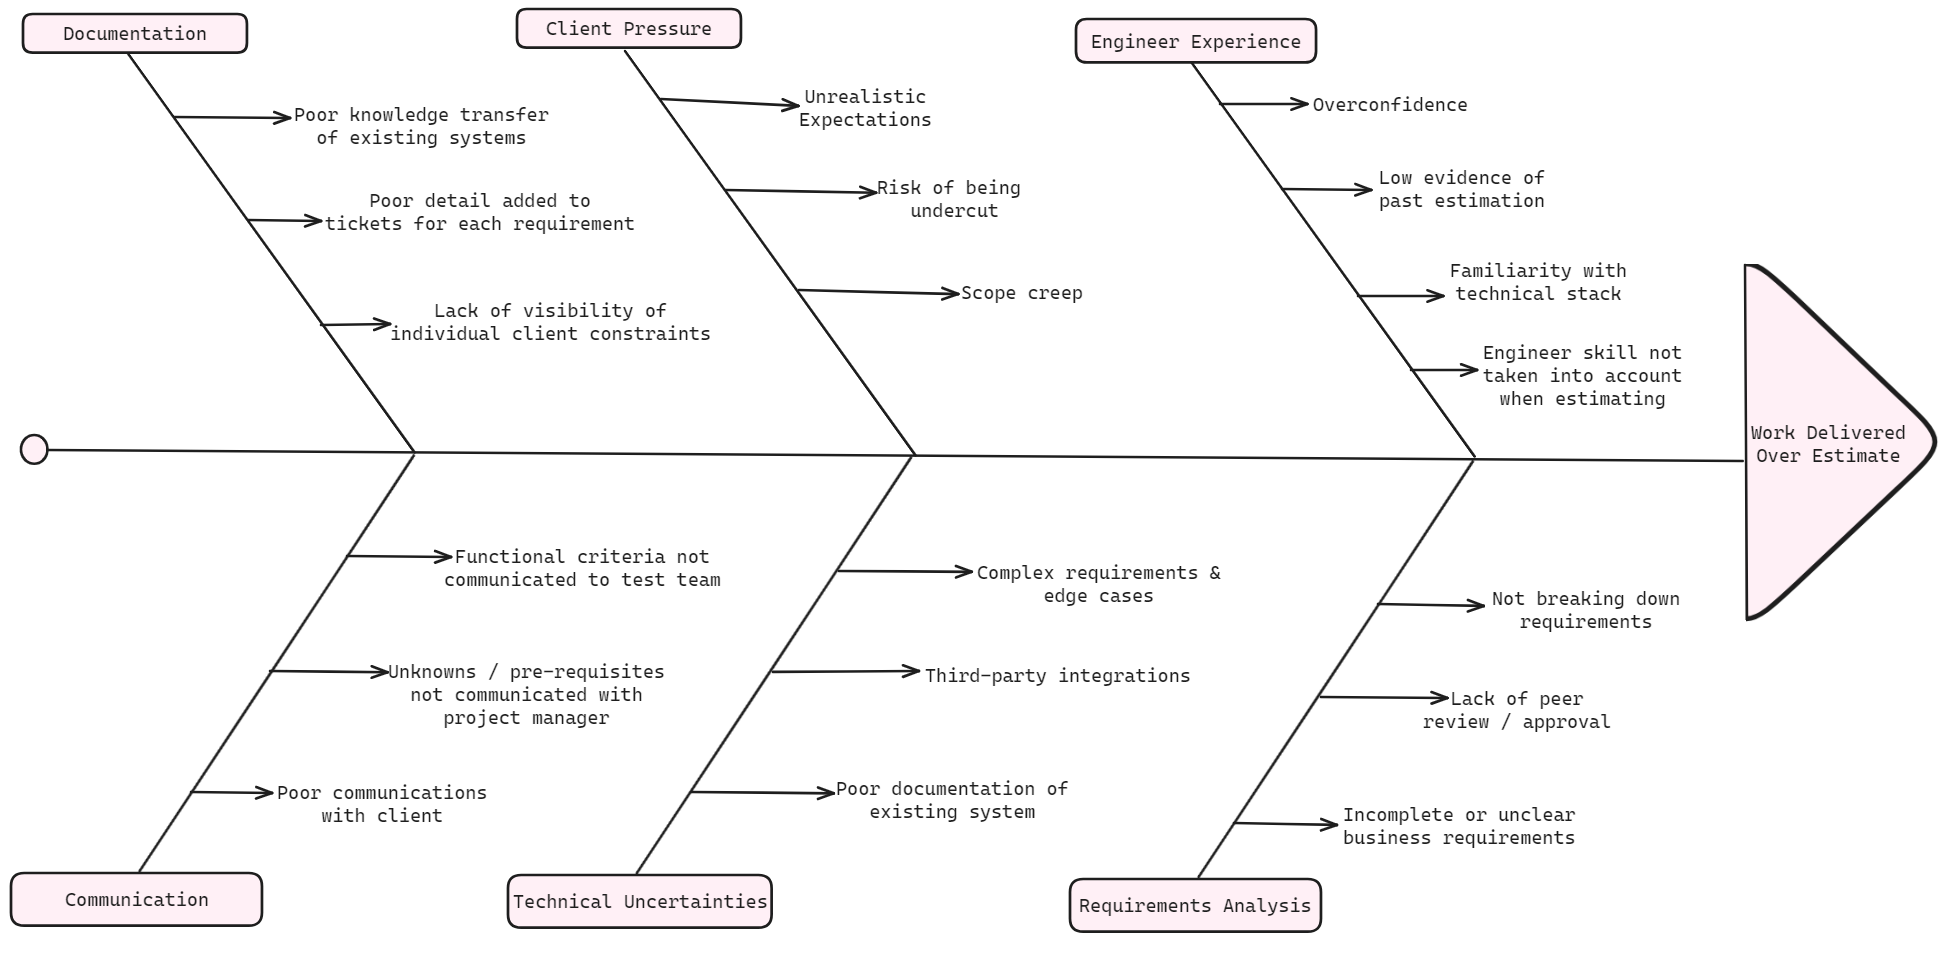 Documentation
Poor knowledge transfer
of existing systems
Poor detail added to
tickets for each requirement
Lack of visibility of
individual client constraints
Client Pressure
Unrealistic
Expectations
Risk of being
undercut
Scope creep
Engineer Experience
Overconfidence
Low evidence of
past estimation
Familiarity with
technical stack
Engineer skill not
taken into account
when estimating
Work Delivered
Over Estimate
Functional criteria not
communicated to test team
Unknowns / pre-requisites
not communicated with
project manager
Poor communications
with client
Communication
Complex requirements &
edge cases
Third-party integrations
Poor documentation of
existing system
Technical Uncertainties
Not breaking down
requirements
Lack of peer
review / approval
Incomplete or unclear
business requirements
Requirements Analysis